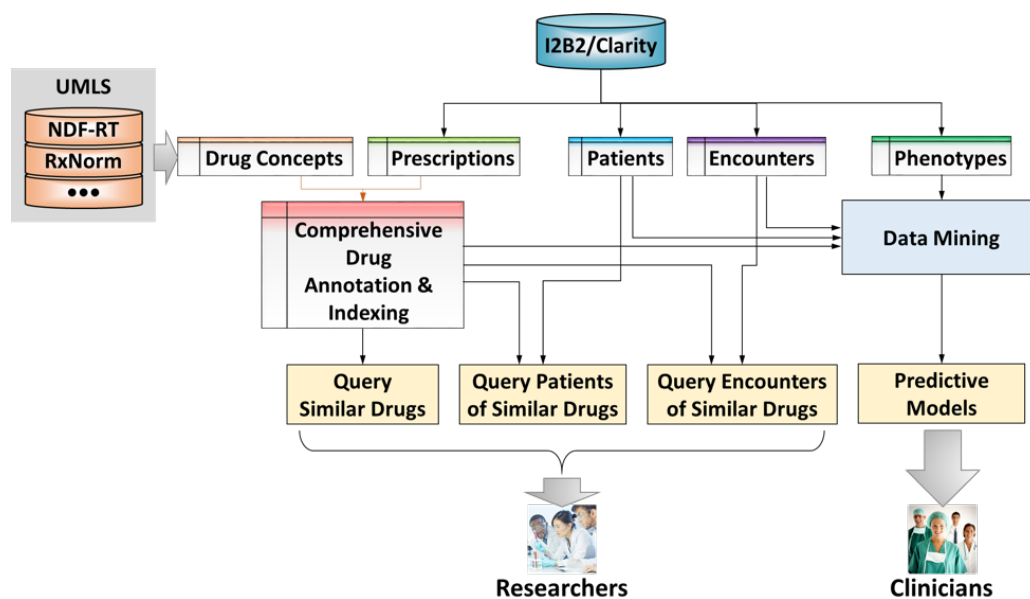 I2B2/Clarity
UMLS
NDF-RT
RxNorm
•••
Drug Concepts
Prescriptions
Patients
Encounters
Phenotypes
Comprehensive
Drug
Annotation &
Indexing
Data Mining
Query
Similar Drugs
Query Patients
of Similar Drugs
Query Encounters
of Similar Drugs
Predictive
Models
Researchers
Clinicians